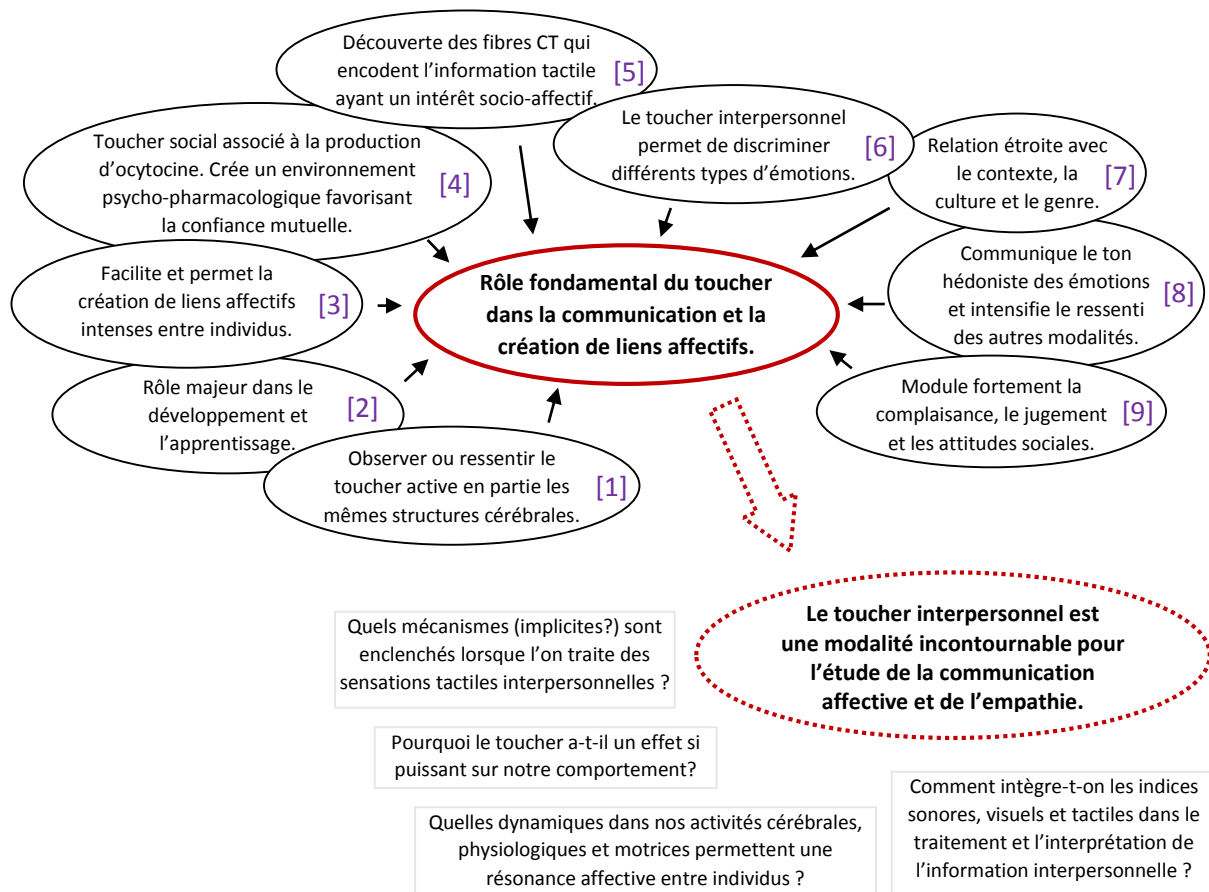 Découverte des fibres CT qui
encodent l'information tactile
ayant un intérêt socio-affectif.
[5]
Le toucher interpersonnel
permet de discriminer
différents types d'émotions.
[6]
Toucher social associé à la production
d'ocytocine. Crée un environnement
psycho-pharmacologique favorisant
la confiance mutuelle.
[4]
Relation étroite avec
le contexte, la
culture et le genre.
[7]
Facilite et permet la
création de liens affectifs
intenses entre individus.
[3]
Rôle fondamental du toucher
dans la communication et la
création de liens affectifs.
Communique le ton
hédoniste des émotions
et intensifie le ressenti
des autres modalités.
[8]
Rôle majeur dans le
développement et
l'apprentissage.
[2]
Module fortement la
complaisance, le jugement
et les attitudes sociales.
[9]
Observer ou ressentir le
toucher active en partie les
mêmes structures cérébrales.
[1]
Le toucher interpersonnel est
une modalité incontournable pour
l'étude de la communication
affective et de l'empathie.
Quels mécanismes (implicites?) sont
enclenchés lorsque l'on traite des
sensations tactiles interpersonnelles ?
Pourquoi le toucher a-t-il un effet si
puissant sur notre comportement?
Quelles dynamiques dans nos activités cérébrales,
physiologiques et motrices permettent une
résonance affective entre individus ?
Comment intègre-t-on les indices
sonores, visuels et tactiles dans le
traitement et l'interprétation de
l'information interpersonnelle ?